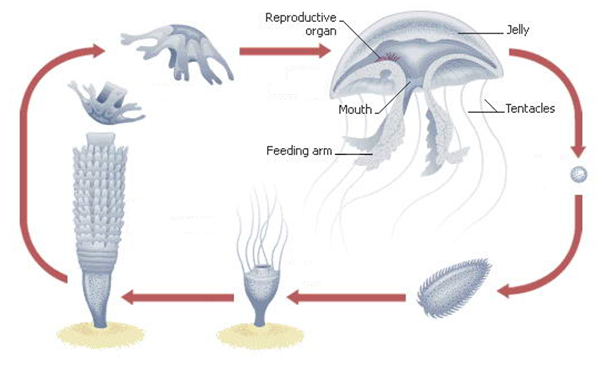 Reproductive
organ
Jelly
Mouth
Tentacles
Feeding arm